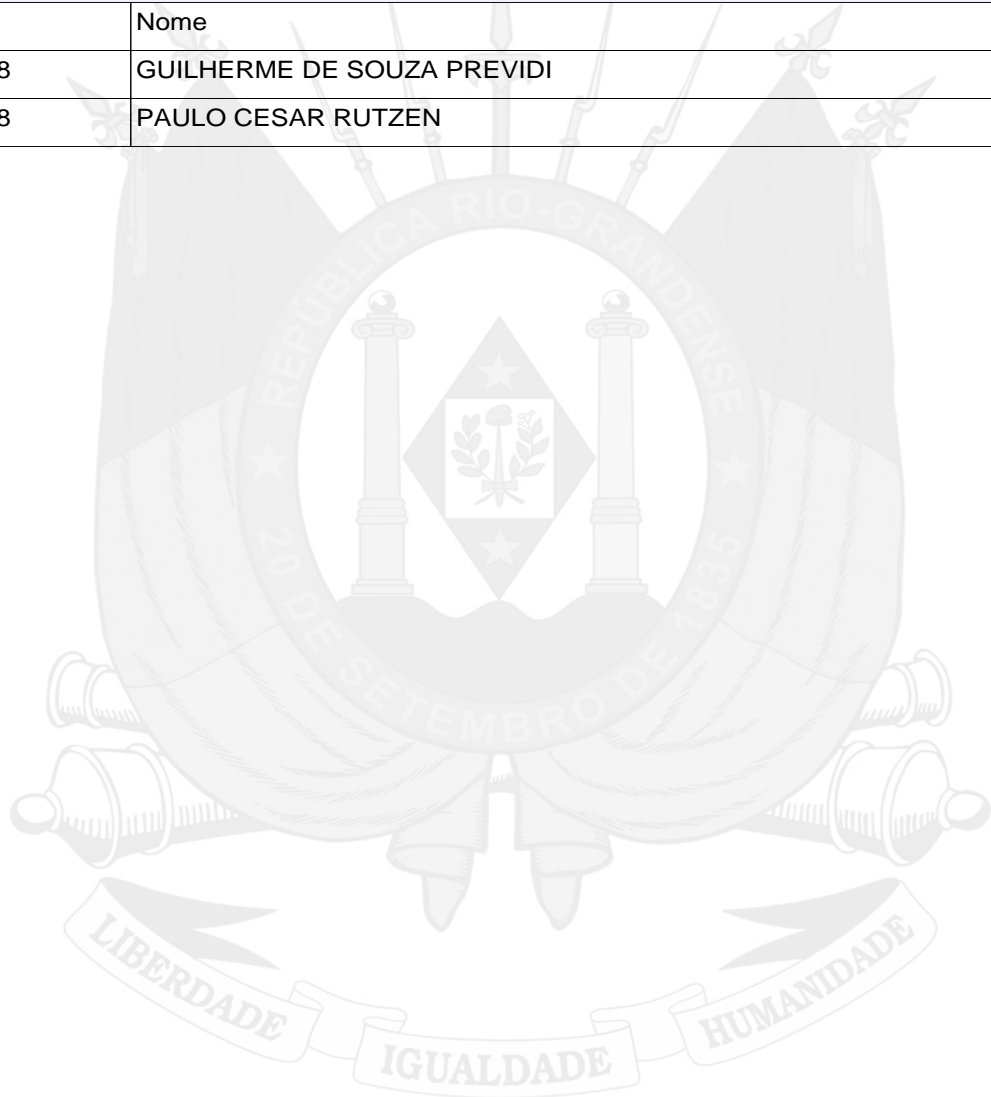 Nome
8 GUILHERME DE SOUZA PREVIDI
8 PAULO CESAR RUTZEN
REPÚBLICA RIO-GRANDENSE
20 DE SETEMBRO DE 1835
LIBERDADE IGUALDADE HUMANIDADE